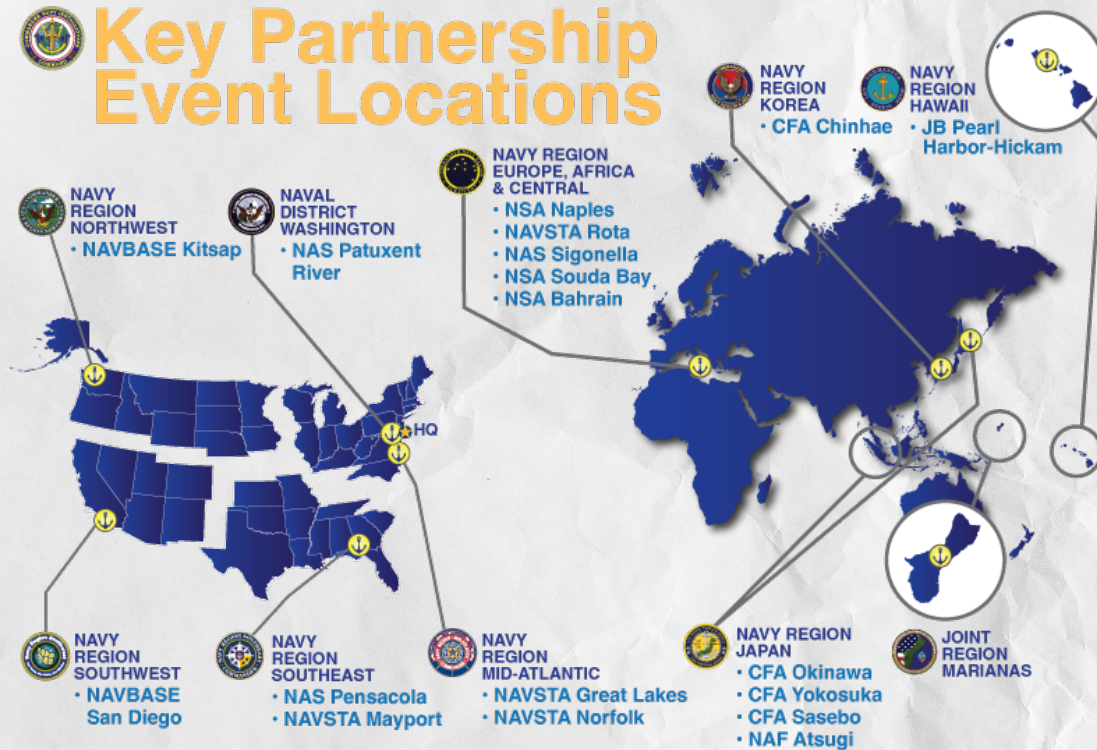 Key Partnership
Event Locations
NAVY
REGION
KOREA
• CFA Chinhae
NAVY
REGION
HAWAII
• JB Pearl
Harbor-Hickam
NAVY REGION
EUROPE, AFRICA
& CENTRAL
• NSA Naples
• NAVSTA Rota
• NAS Sigonella
• NSA Souda Bay
• NSA Bahrain
NAVY
REGION
NORTHWEST
• NAVBASE Kitsap
NAVAL
DISTRICT
WASHINGTON
• NAS Patuxent
River
HQ
NAVY
REGION
SOUTHWEST
• NAVBASE
San Diego
NAVY
REGION
SOUTHEAST
• NAS Pensacola
• NAVSTA Mayport
NAVY
REGION
MID-ATLANTIC
• NAVSTA Great Lakes
• NAVSTA Norfolk
NAVY REGION
JAPAN
• CFA Okinawa
• CFA Yokosuka
• CFA Sasebo
• NAF Atsugi
JOINT
REGION
MARIANAS